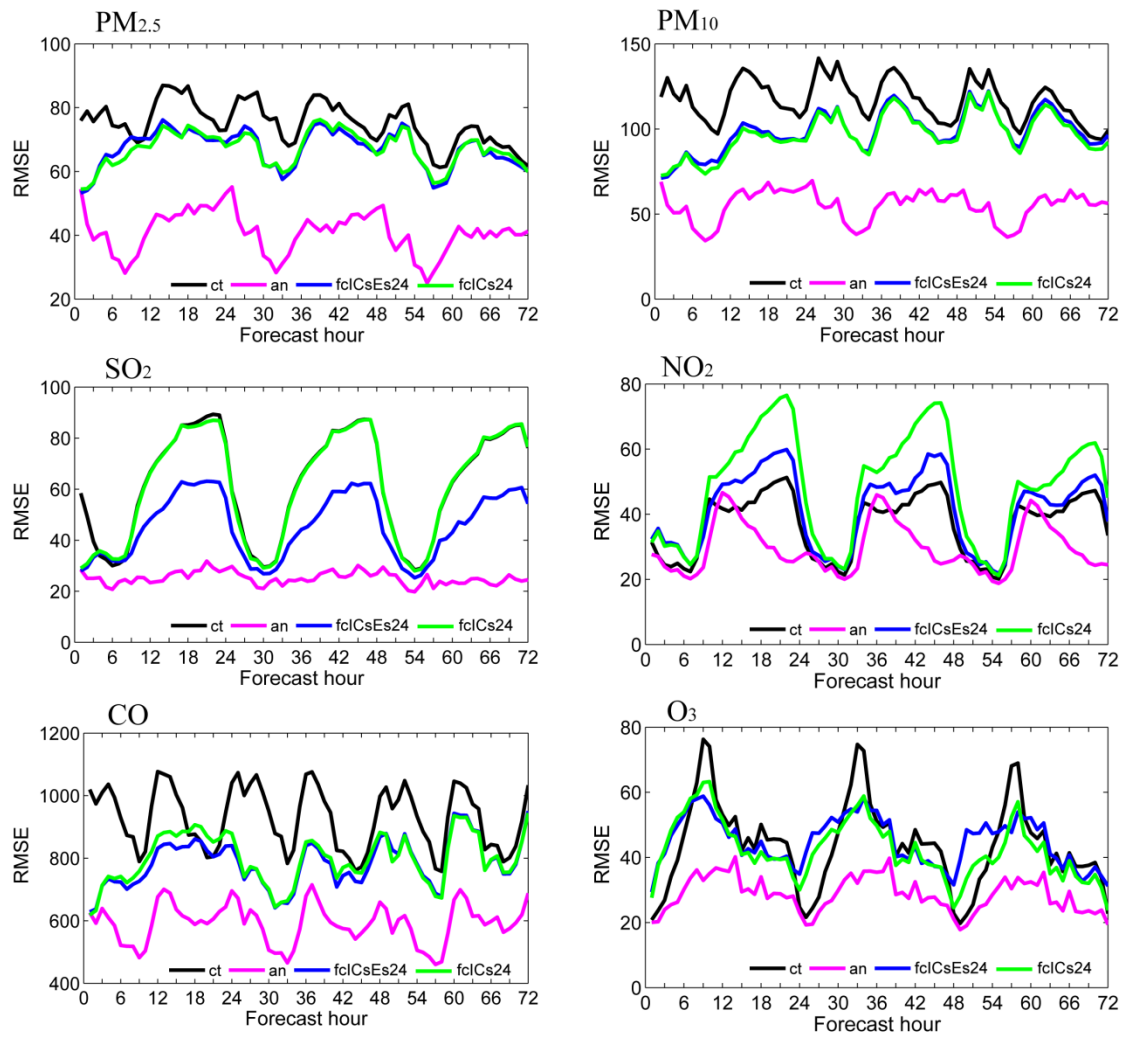 PM2.5
100
80
60
40
20
RMSE
ct an fcICsEs24 fcICs24
0 6 12 18 24 30 36 42 48 54 60 66 72
Forecast hour
PM10
150
100
50
0
RMSE
ct an fcICsEs24 fcICs24
0 6 12 18 24 30 36 42 48 54 60 66 72
Forecast hour
SO2
100
80
60
40
20
0
RMSE
ct an fcICsEs24 fcICs24
0 6 12 18 24 30 36 42 48 54 60 66 72
Forecast hour
NO2
80
60
40
20
0
RMSE
ct an fcICsEs24 fcICs24
0 6 12 18 24 30 36 42 48 54 60 66 72
Forecast hour
CO
1200
1000
800
600
400
RMSE
ct an fcICsEs24 fcICs24
0 6 12 18 24 30 36 42 48 54 60 66 72
Forecast hour
O3
80
60
40
20
0
RMSE
ct an fcICsEs24 fcICs24
0 6 12 18 24 30 36 42 48 54 60 66 72
Forecast hour